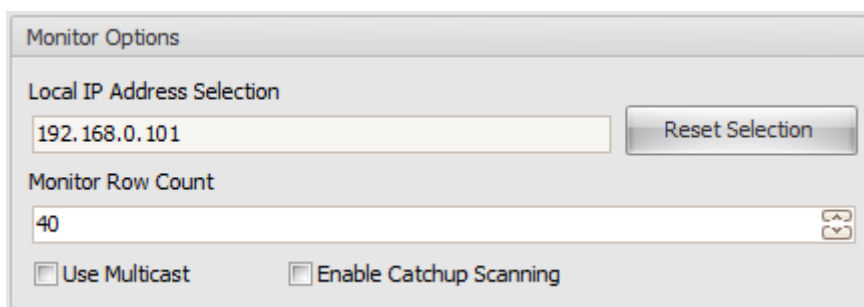 Monitor Options
Local IP Address Selection
192.168.0.101
Reset Selection
Monitor Row Count
40
Use Multicast
Enable Catchup Scanning